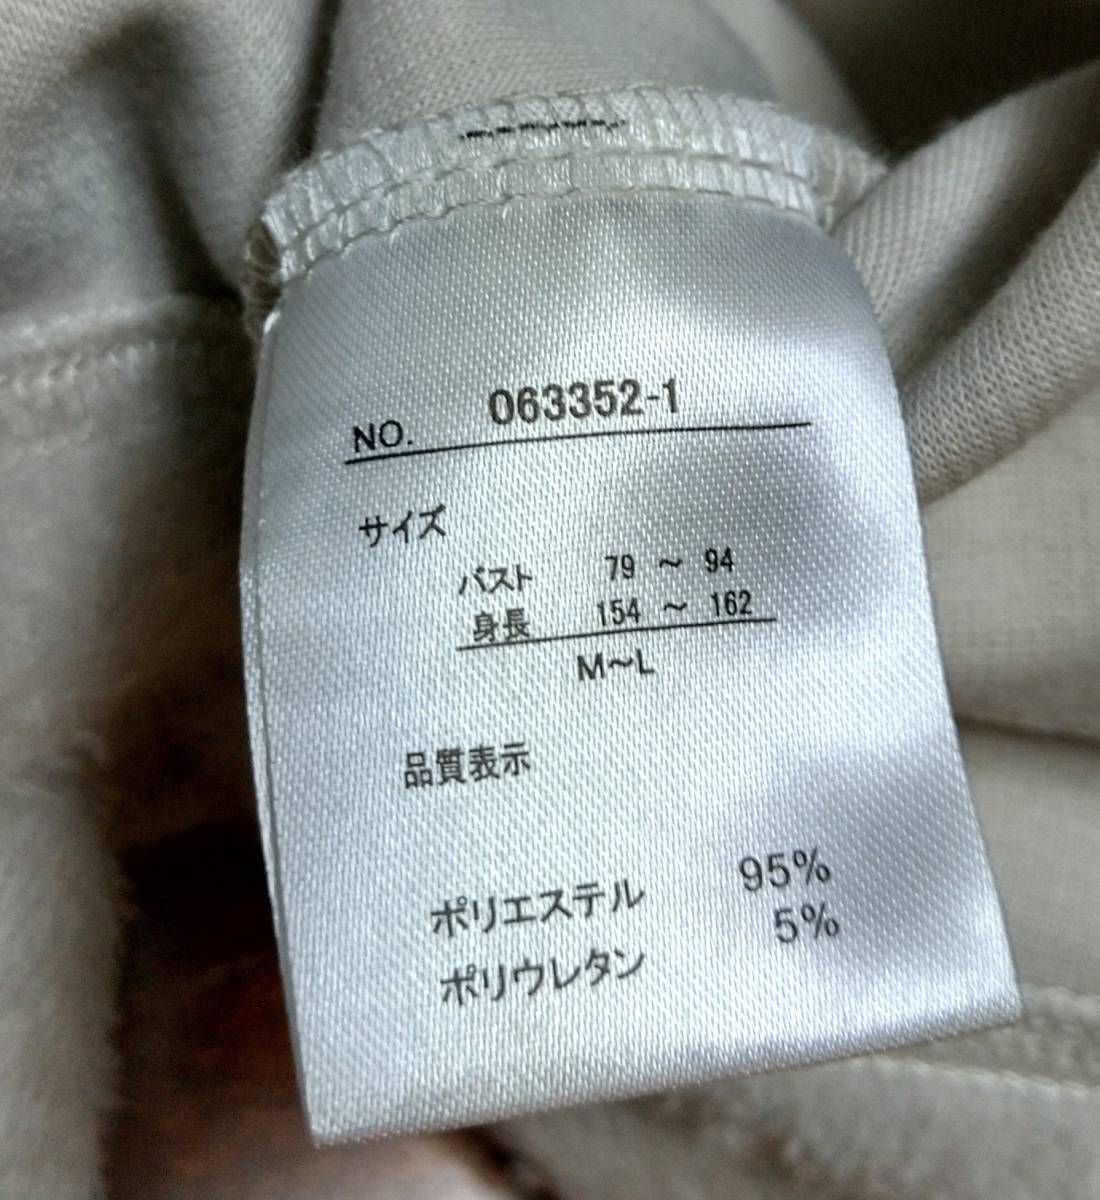 NO. 063352-1
サイズ
バスト 79 ～ 94
身長 154 ～ 162
M～L
品質表示
ポリエステル 95%
ポリウレタン 5%